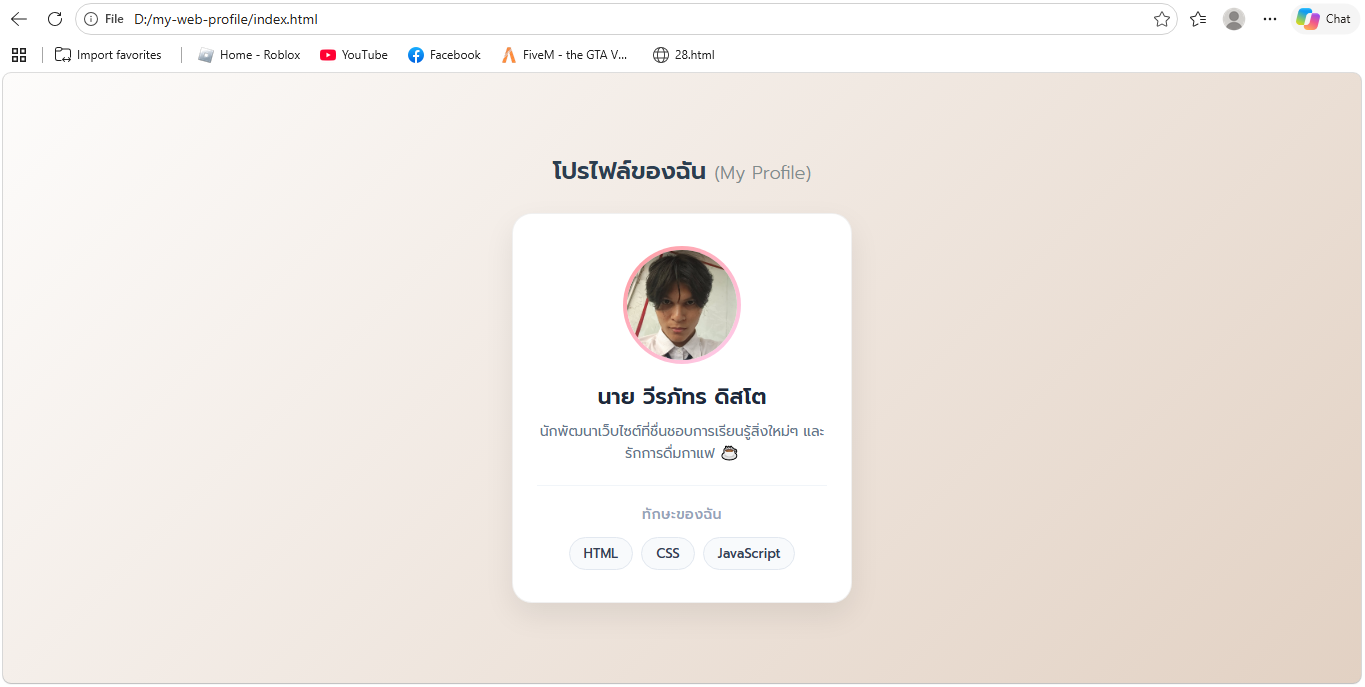 File D:/my-web-profile/index.html Chat
Import favorites Home - Roblox YouTube Facebook FiveM - the GTA V... 28.html
โปรไฟล์ของฉัน (My Profile)
นาย วีรภัทร ดิสโต
นักพัฒนาเว็บไซต์ที่ชื่นชอบการเรียนรู้สิ่งใหม่ๆ และ
รักการดื่มกาแฟ ☕
ทักษะของฉัน
HTML CSS JavaScript